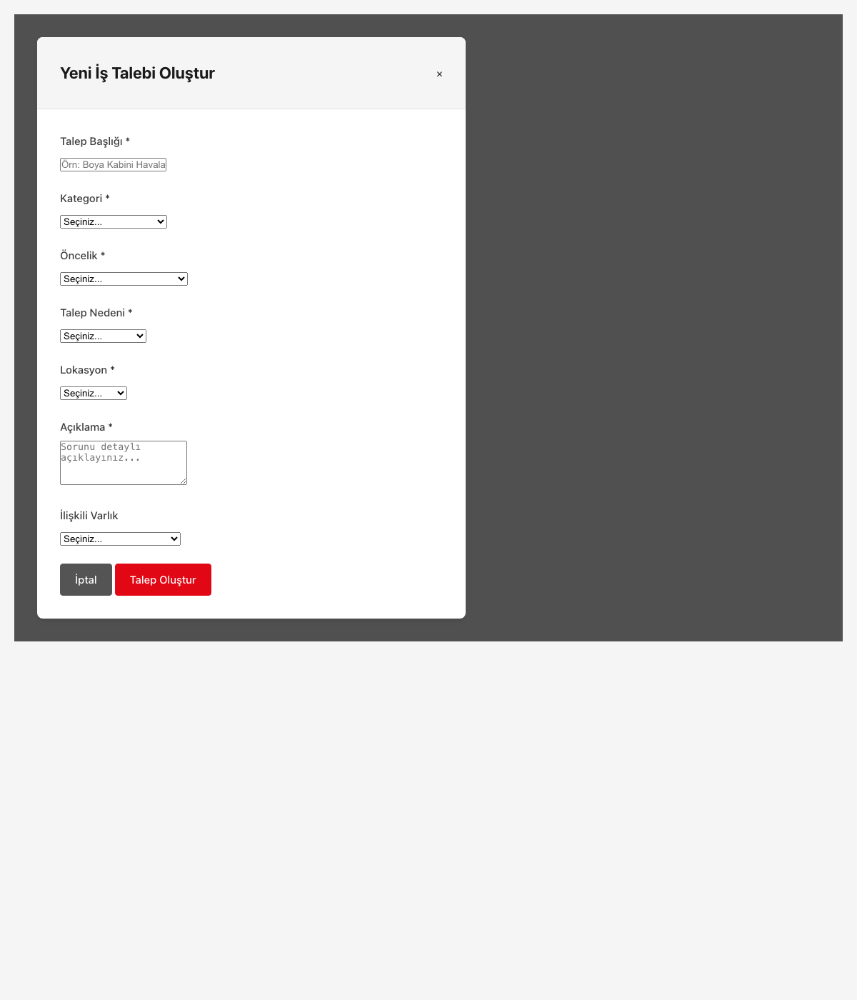 Yeni İş Talebi Oluştur
×
Talep Başlığı *
Örn: Boya Kabini Havala
Kategori *
Seçiniz...
Öncelik *
Seçiniz...
Talep Nedeni *
Seçiniz...
Lokasyon *
Seçiniz...
Açıklama *
Sorunu detaylı
açıklayınız...
İlişkili Varlık
Seçiniz...
İptal Talep Oluştur